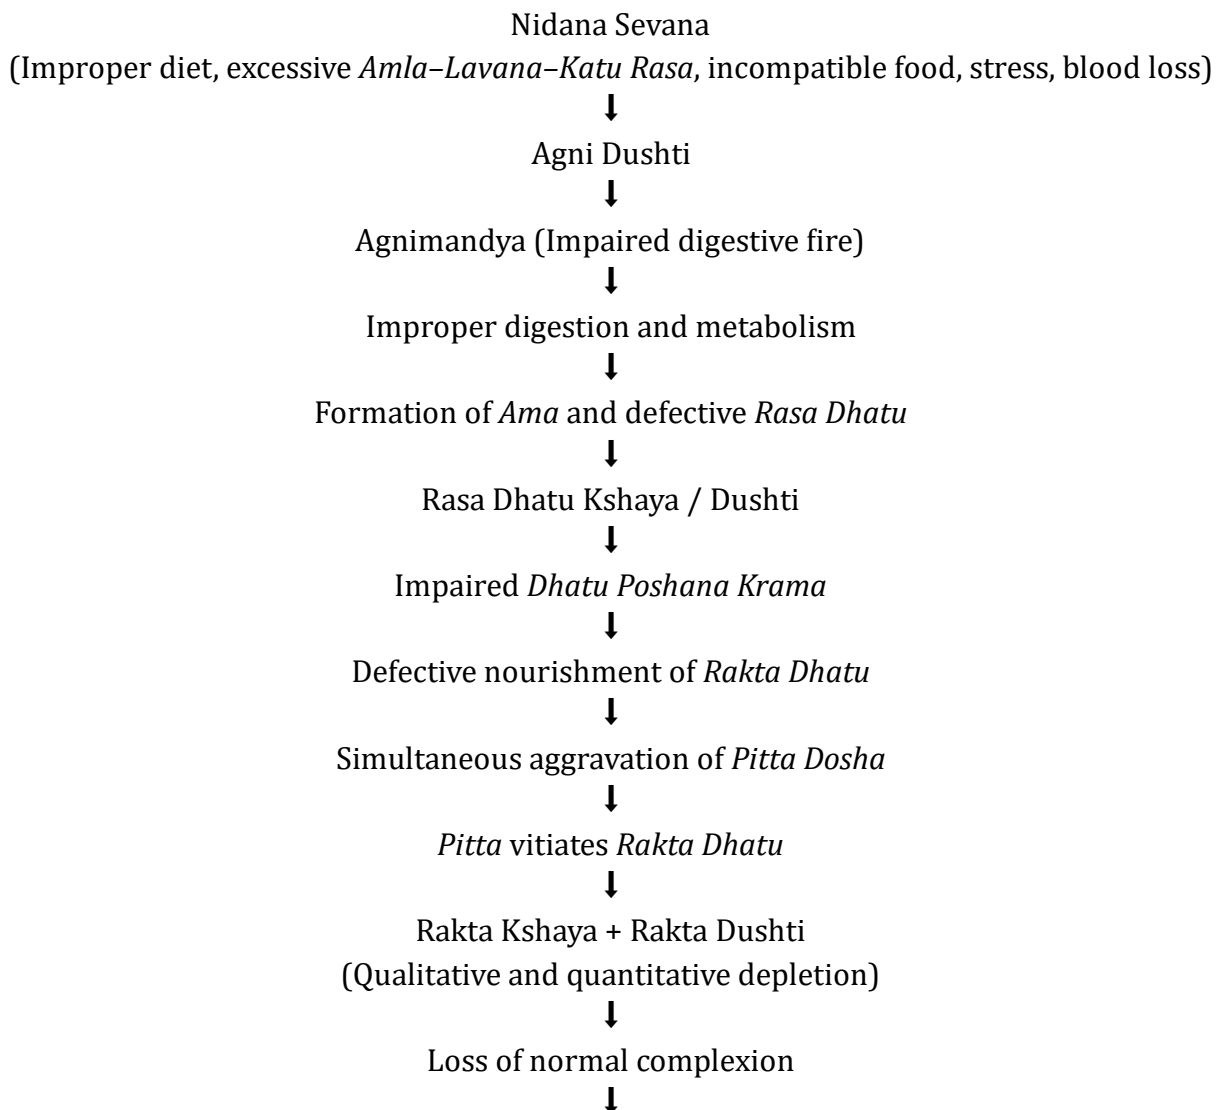 Nidana Sevana
(Improper diet, excessive Amla–Lavana–Katu Rasa, incompatible food, stress, blood loss)
Agni Dushti
Agnimandya (Impaired digestive fire)
Improper digestion and metabolism
Formation of Ama and defective Rasa Dhatu
Rasa Dhatu Kshaya / Dushti
Impaired Dhatu Poshana Krama
Defective nourishment of Rakta Dhatu
Simultaneous aggravation of Pitta Dosha
Pitta vitiates Rakta Dhatu
Rakta Kshaya + Rakta Dushti
(Qualitative and quantitative depletion)
Loss of normal complexion